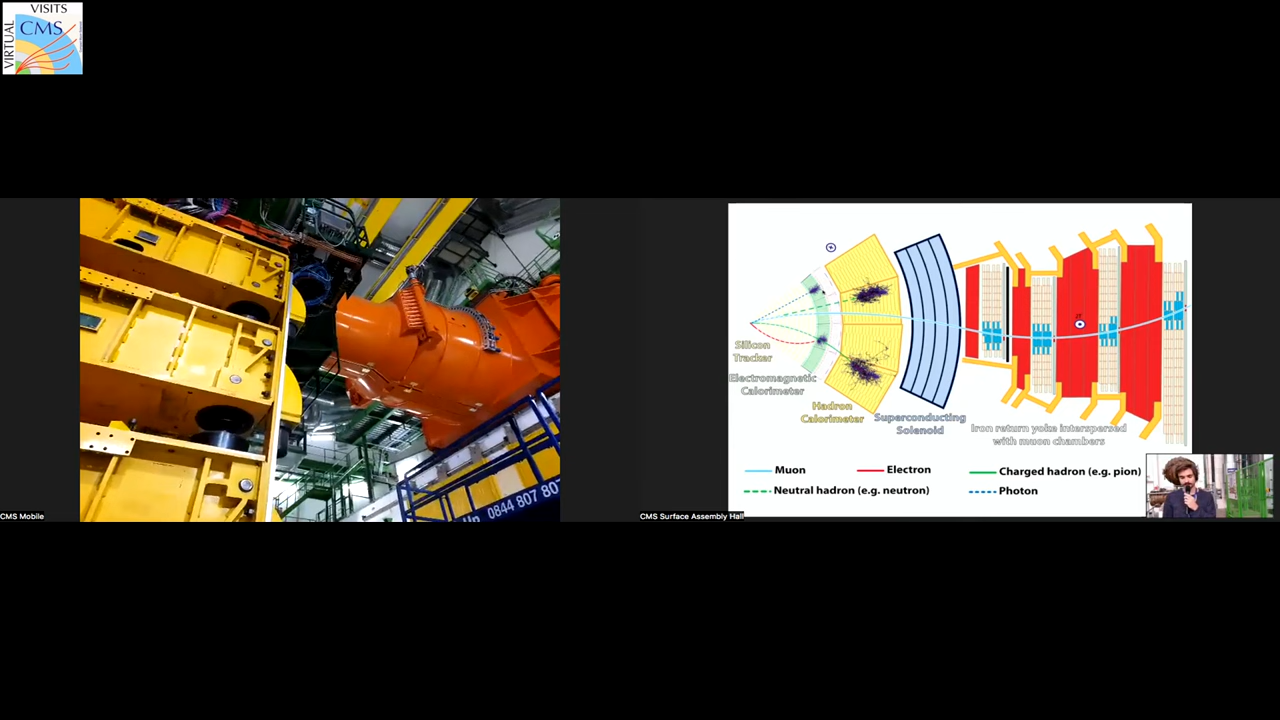 VISITS
VIRTUAL
CMS
Silicon
Tracker
Electromagnetic
Calorimeter
Hadron
Calorimeter
Superconducting
Solenoid
Iron return yoke interspersed
with muon chambers
Muon
Electron
Charged hadron (e.g. pion)
Neutral hadron (e.g. neutron)
Photon
0844 807 807
CMS Mobile
CMS Surface Assembly Hall